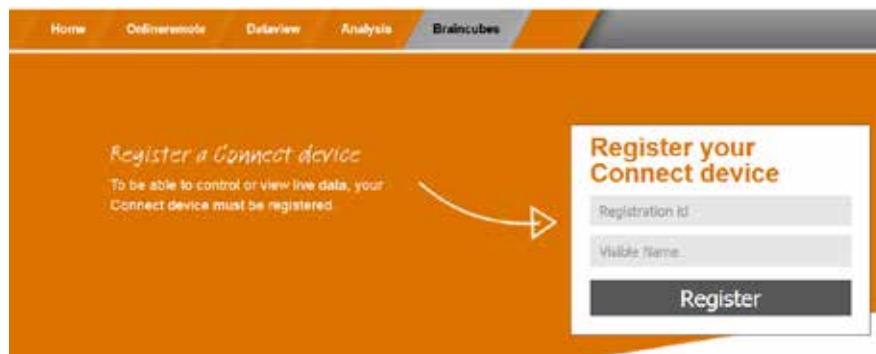 Home Onlineremote Dataview Analysis Braincubes
Register a Connect device
To be able to control or view live data, your
Connect device must be registered.
Register your
Connect device
Registration id
Visible Name
Register